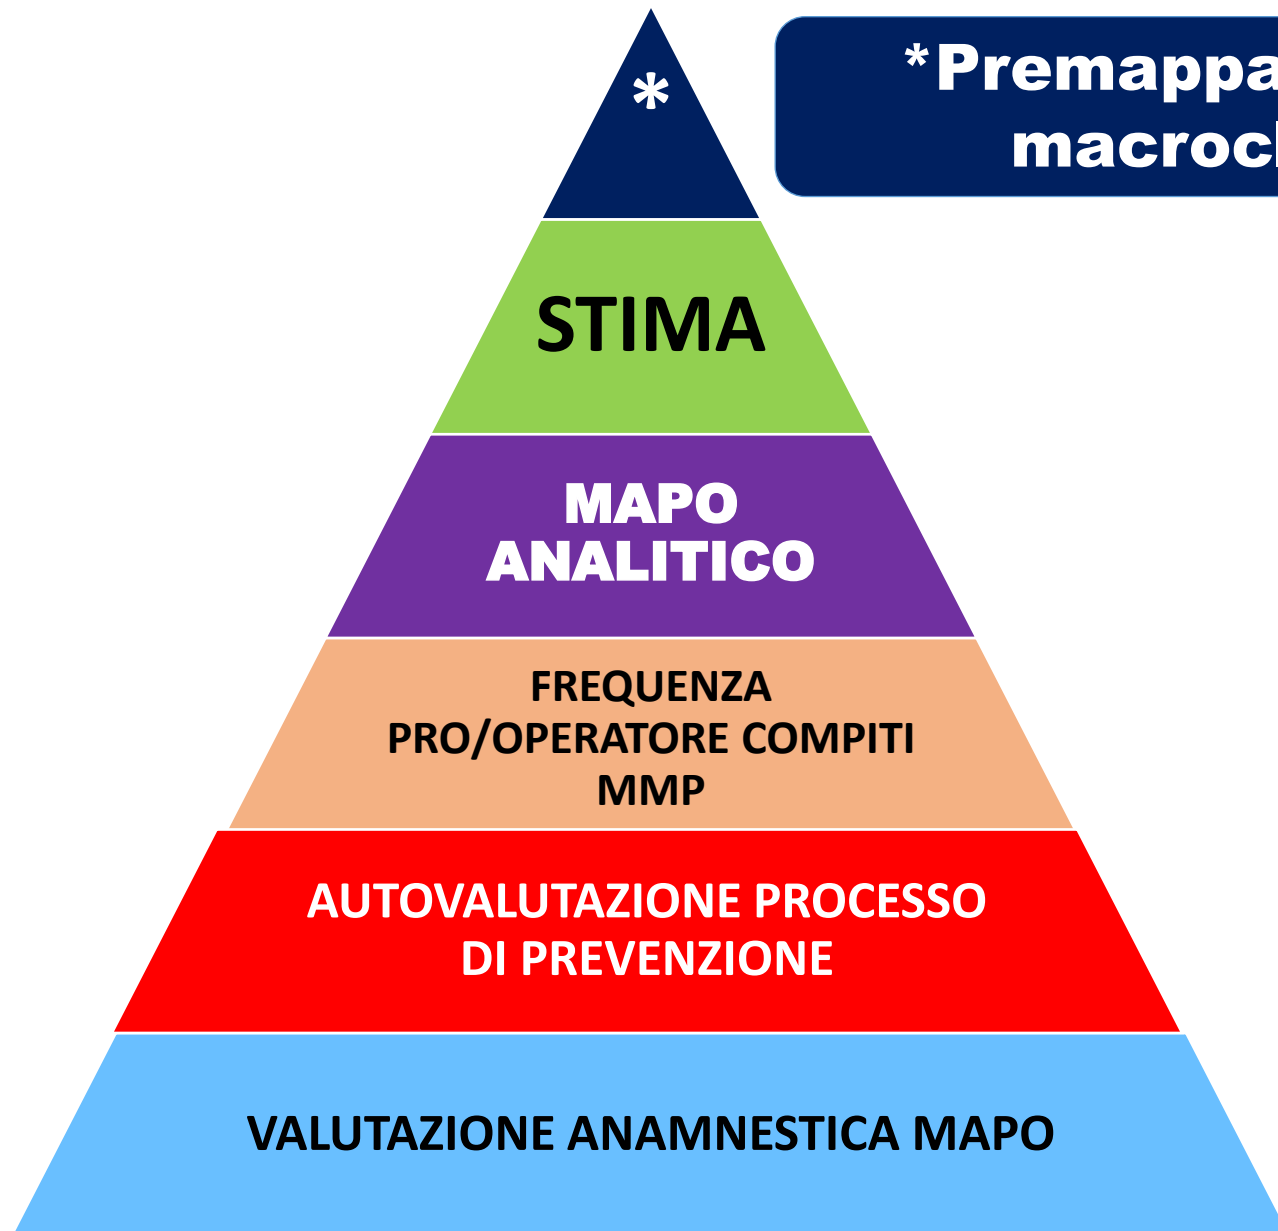 *
*Premappa
macroc
STIMA
MAPO
ANALITICO
FREQUENZA
PRO/OPERATORE COMPITI
MMP
AUTOVALUTAZIONE PROCESSO
DI PREVENZIONE
VALUTAZIONE ANAMNESTICA MAPO